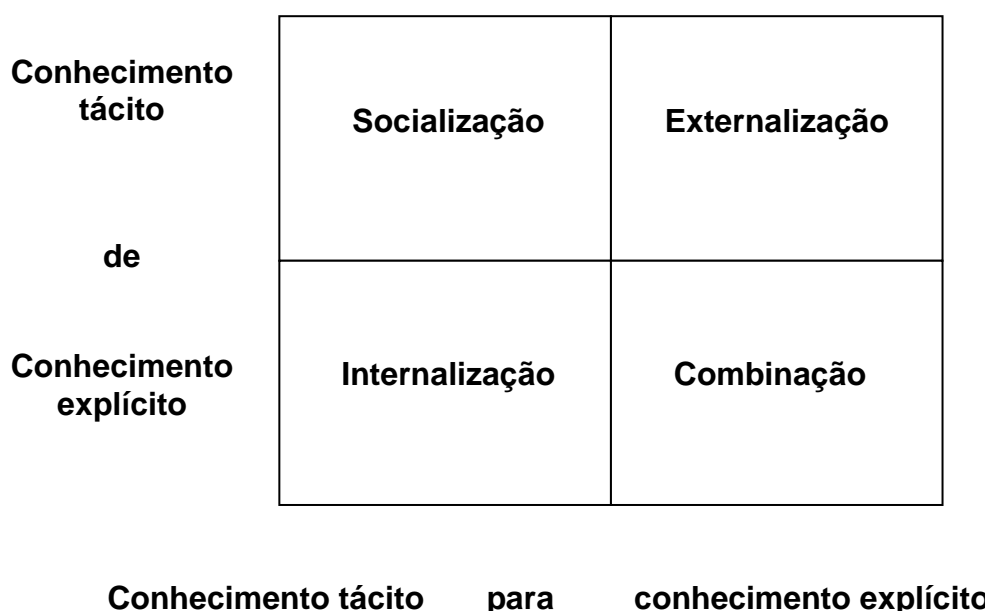 Conhecimento
tácito
Socialização Externalização
de
Conhecimento
explícito
Internalização Combinação
Conhecimento tácito para conhecimento explícito